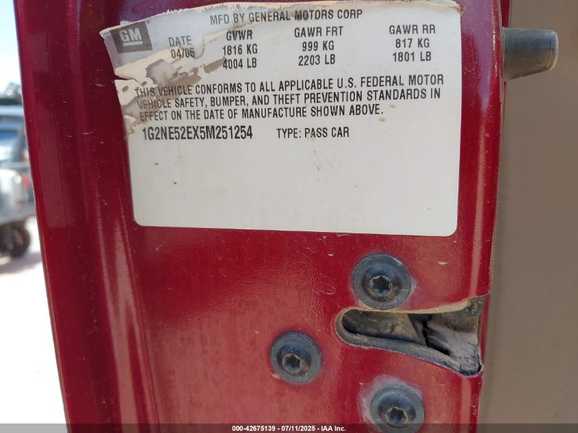 MFD BY GENERAL MOTORS CORP
GM
DATE GVWR GAWR FRT GAWR RR
04/05 1816 KG 999 KG 817 KG
4004 LB 2203 LB 1801 LB
THIS VEHICLE CONFORMS TO ALL APPLICABLE U.S. FEDERAL MOTOR
VEHICLE SAFETY, BUMPER, AND THEFT PREVENTION STANDARDS IN
EFFECT ON THE DATE OF MANUFACTURE SHOWN ABOVE.
1G2NE52EX5M251254 TYPE: PASS CAR
000-42675139 - 07/11/2025 - IAA Inc.